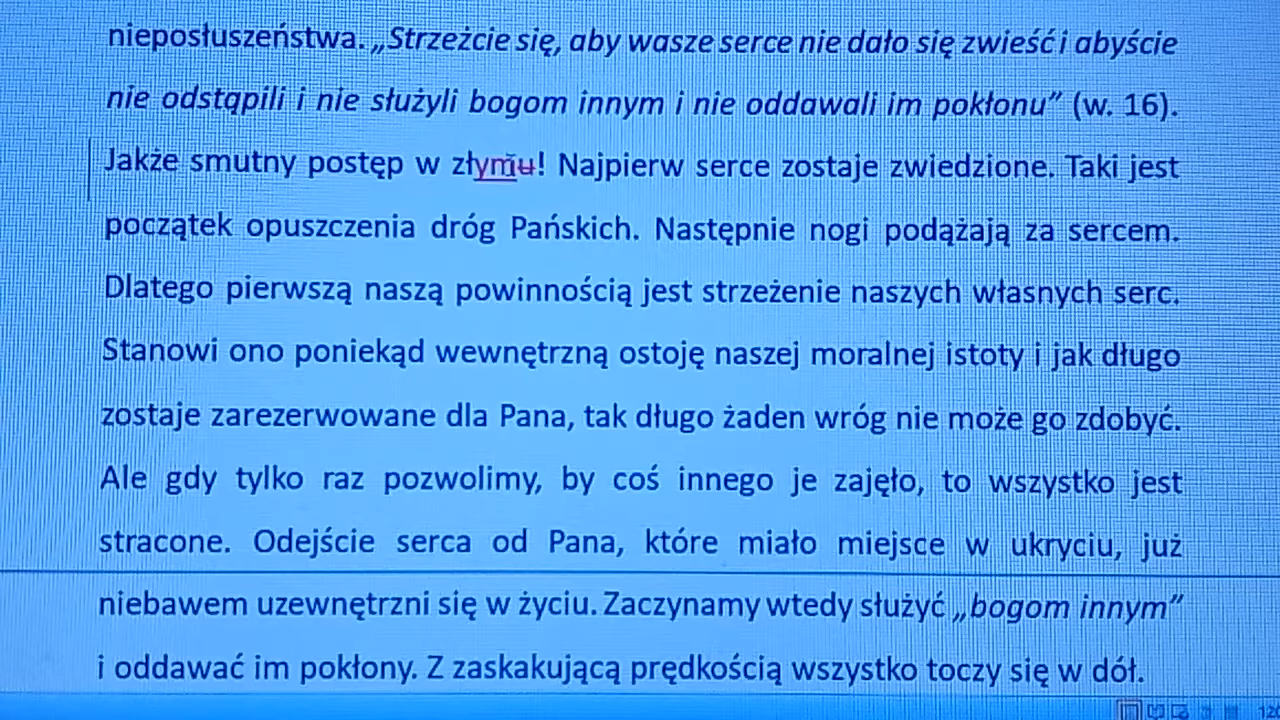 nieposłuszeństwa. „Strzeżcie się, aby wasze serce nie dało się zwieść i abyście
nie odstąpili i nie służyli bogom innym i nie oddawali im pokłonu” (w. 16).
Jakże smutny postęp w złymu! Najpierw serce zostaje zwiedzione. Taki jest
początek opuszczenia dróg Pańskich. Następnie nogi podążają za sercem.
Dlatego pierwszą naszą powinnością jest strzeżenie naszych własnych serc.
Stanowi ono poniekąd wewnętrzną ostoję naszej moralnej istoty i jak długo
zostaje zarezerwowane dla Pana, tak długo żaden wróg nie może go zdobyć.
Ale gdy tylko raz pozwolimy, by coś innego je zajęło, to wszystko jest
stracone. Odejście serca od Pana, które miało miejsce w ukryciu, już
niebawem uzewnętrzni się w życiu. Zaczynamy wtedy służyć „bogom innym”
i oddawać im pokłony. Z zaskakującą prędkością wszystko toczy się w dół.